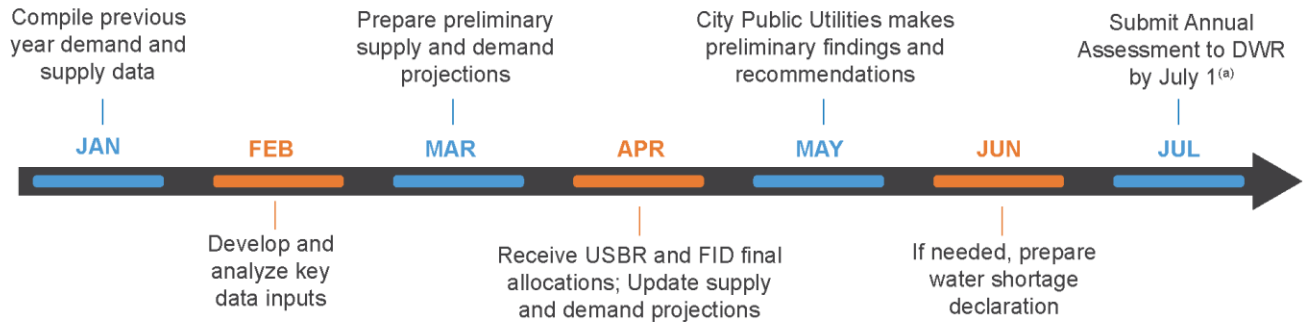 Compile previous
year demand and
supply data
Prepare preliminary
supply and demand
projections
City Public Utilities makes
preliminary findings and
recommendations
Submit Annual
Assessment to DWR
by July 1(a)
JAN
FEB
MAR
APR
MAY
JUN
JUL
Develop and
analyze key
data inputs
Receive USBR and FID final
allocations; Update supply
and demand projections
If needed, prepare
water shortage
declaration